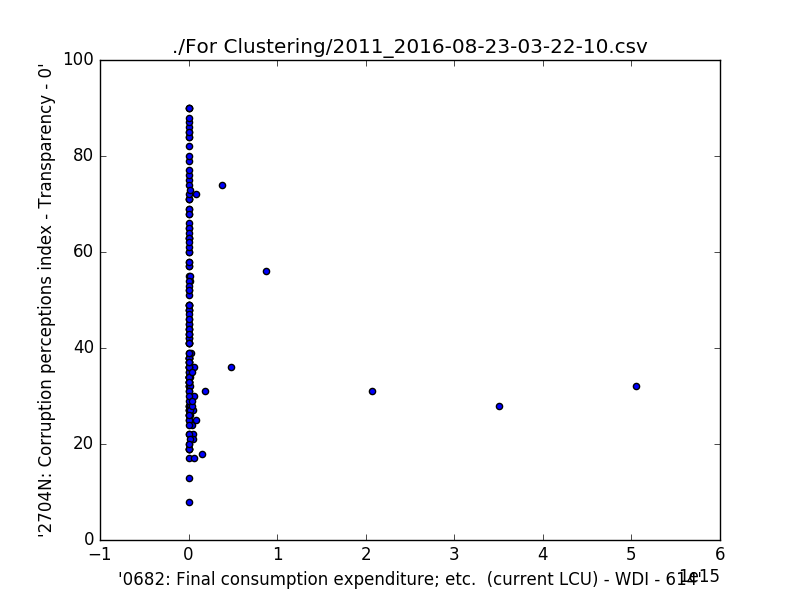 ./For Clustering/2011_2016-08-23-03-22-10.csv
100
80
60
40
20
0
'2704N: Corruption perceptions index - Transparency - 0'
−1 0 1 2 3 4 5 6
1e15
'0682: Final consumption expenditure; etc.  (current LCU) - WDI - 614'